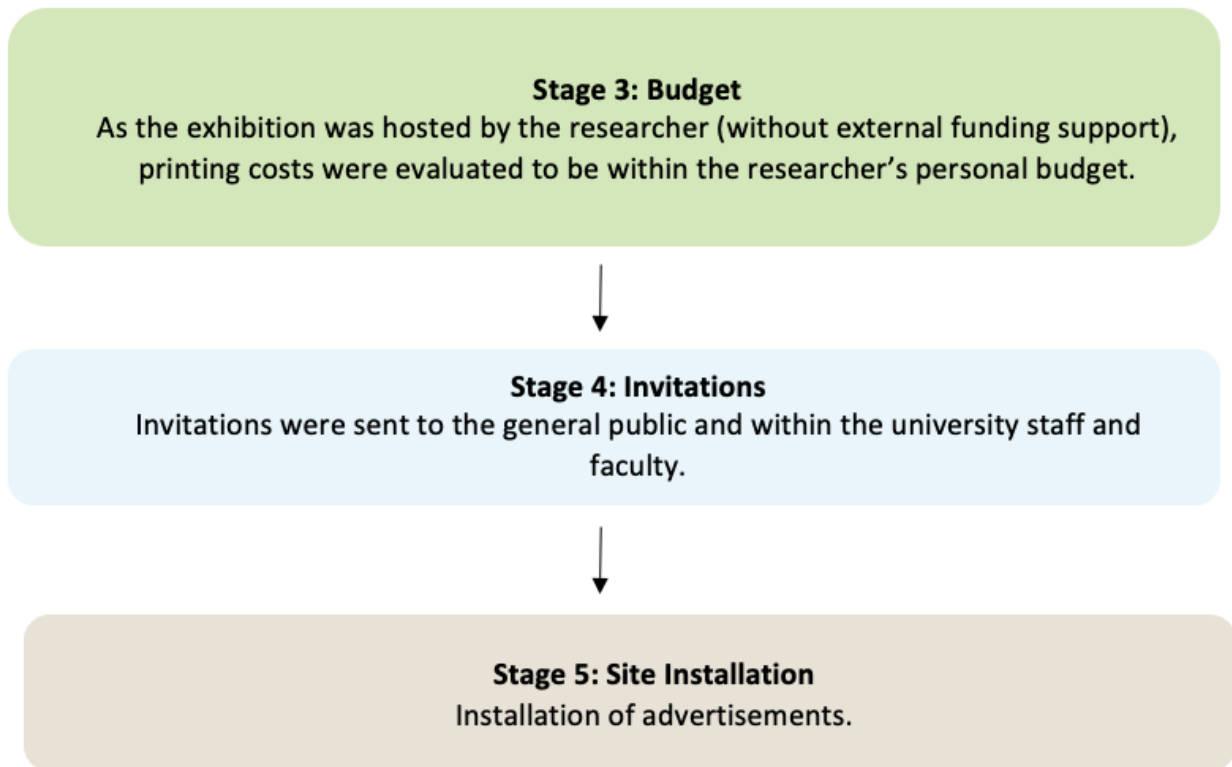 Stage 3: Budget
As the exhibition was hosted by the researcher (without external funding support),
printing costs were evaluated to be within the researcher’s personal budget.
Stage 4: Invitations
Invitations were sent to the general public and within the university staff and
faculty.
Stage 5: Site Installation
Installation of advertisements.